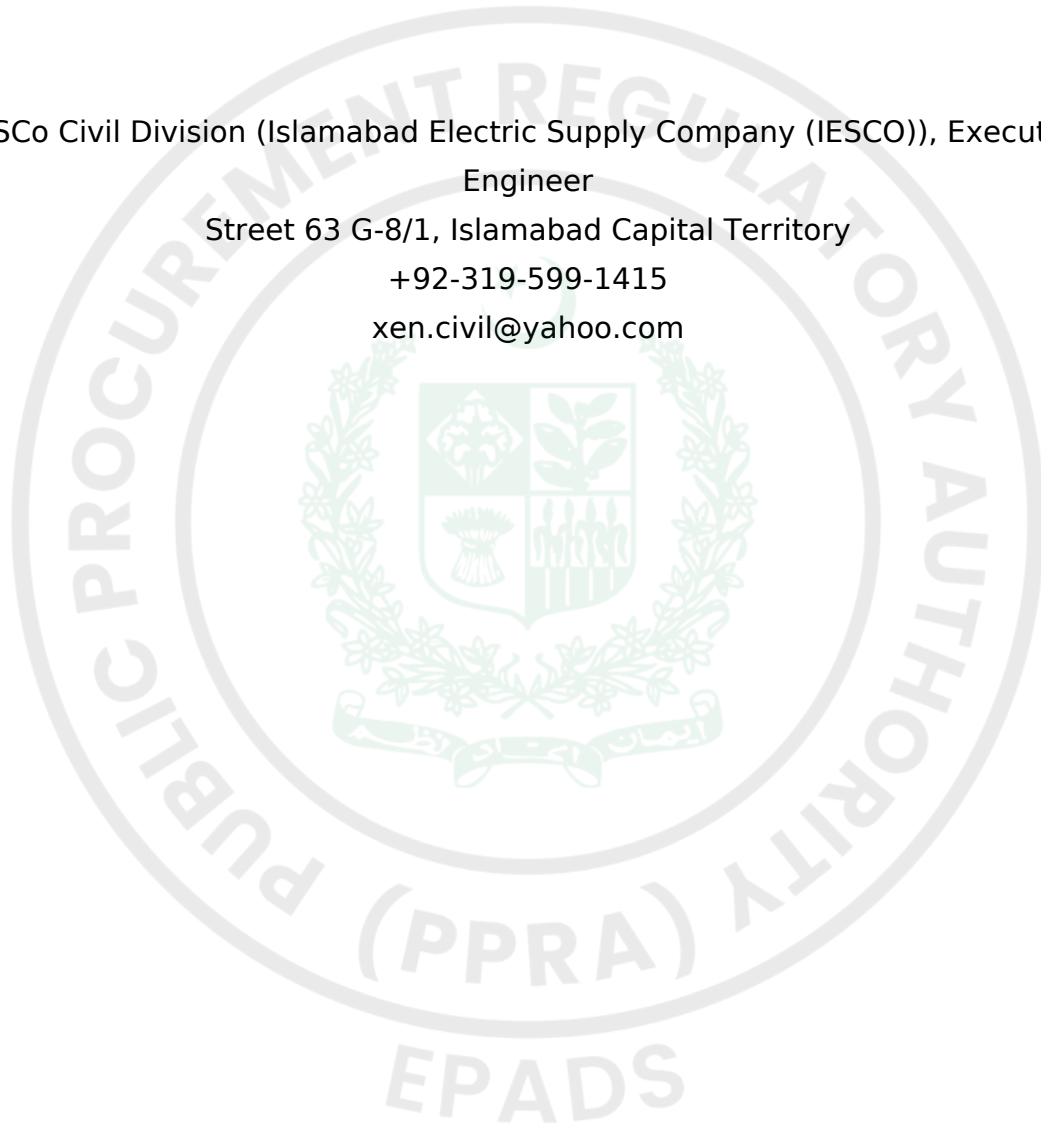 SCo Civil Division (Islamabad Electric Supply Company (IESCO)), Execut
Engineer
Street 63 G-8/1, Islamabad Capital Territory
+92-319-599-1415
xen.civil@yahoo.com
PUBLIC PROCUREMENT REGULATORY AUTHORITY
(PPRA)
EPADS